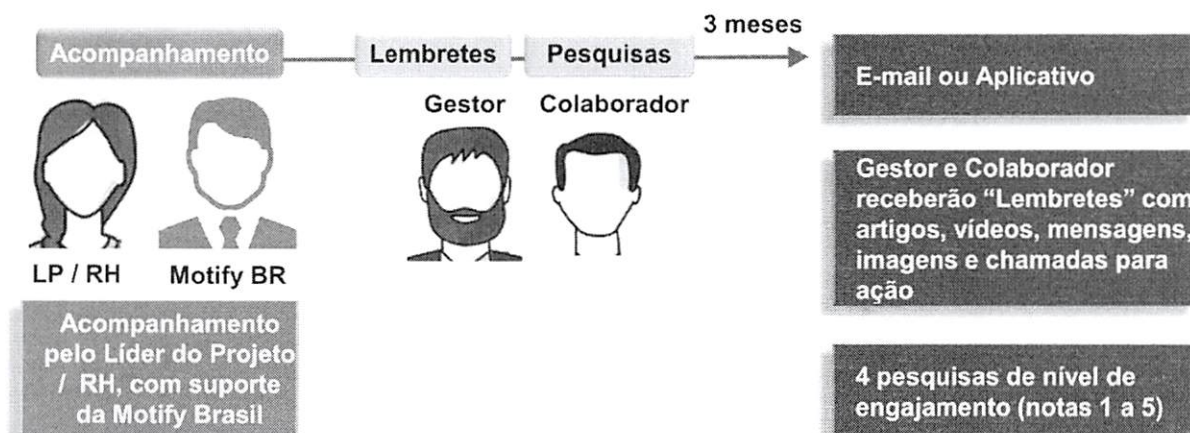 3 meses
Acompanhamento
Lembretes
Pesquisas
Gestor
Colaborador
LP / RH
Motify BR
Acompanhamento
pelo Líder do Projeto
/ RH, com suporte
da Motify Brasil
E-mail ou Aplicativo
Gestor e Colaborador
receberão “Lembretes” com
artigos, vídeos, mensagens,
imagens e chamadas para
ação
4 pesquisas de nível de
engajamento (notas 1 a 5)